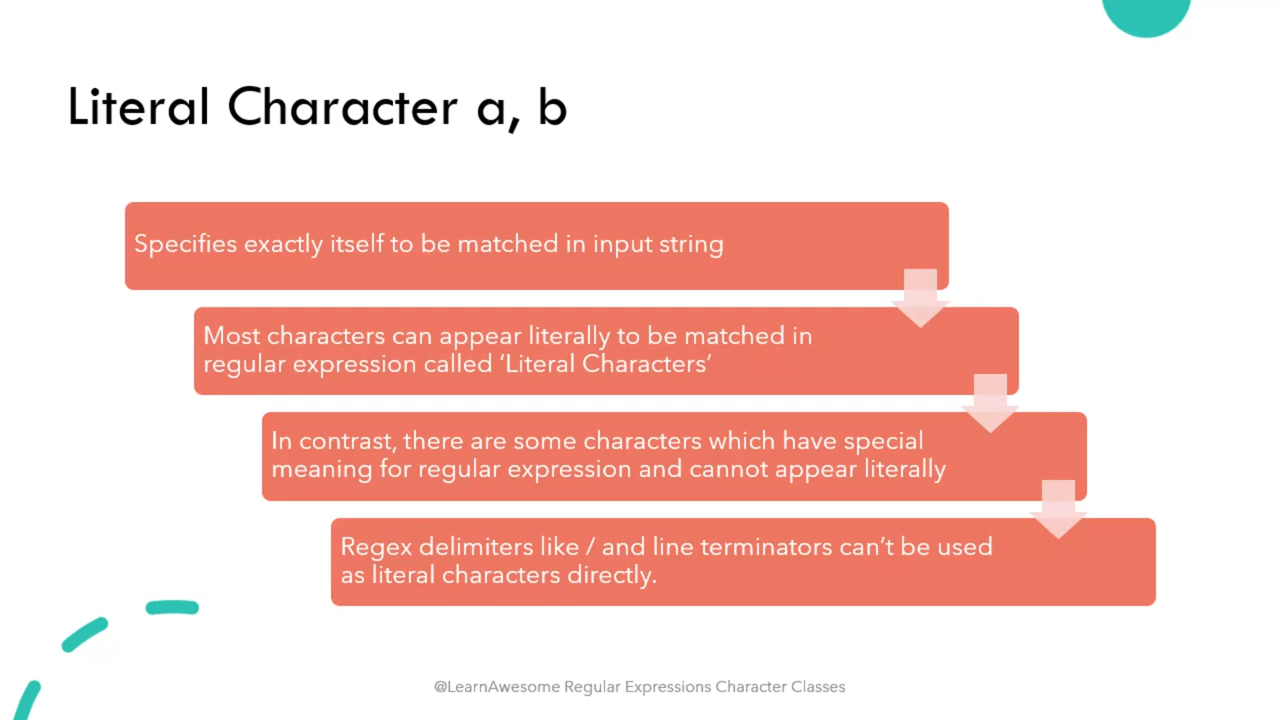 Literal Character a, b
Specifies exactly itself to be matched in input string
Most characters can appear literally to be matched in
regular expression called ‘Literal Characters’
In contrast, there are some characters which have special
meaning for regular expression and cannot appear literally
Regex delimiters like / and line terminators can’t be used
as literal characters directly.
@LearnAwesome Regular Expressions Character Classes